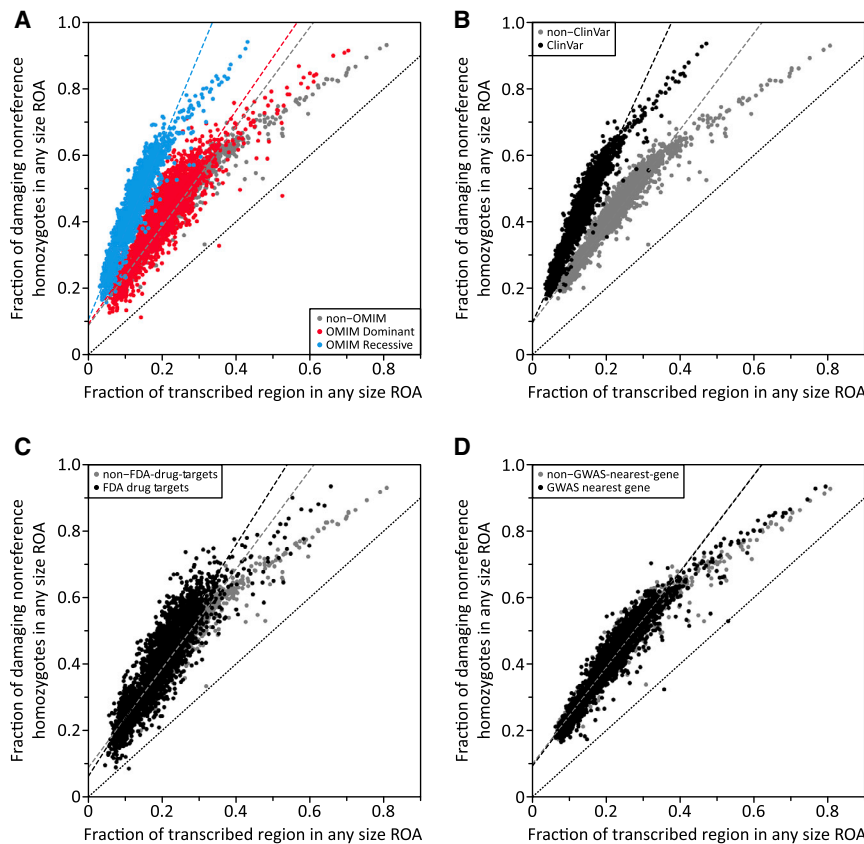 A
1.0
0.8
0.6
0.4
0.2
0
0
0.2
0.4
0.6
0.8
Fraction of damaging nonreference
homozygotes in any size ROA
Fraction of transcribed region in any size ROA
non−OMIM
OMIM Dominant
OMIM Recessive
B
1.0
0.8
0.6
0.4
0.2
0
0
0.2
0.4
0.6
0.8
Fraction of damaging nonreference
homozygotes in any size ROA
Fraction of transcribed region in any size ROA
non−ClinVar
ClinVar
C
1.0
0.8
0.6
0.4
0.2
0
0
0.2
0.4
0.6
0.8
Fraction of damaging nonreference
homozygotes in any size ROA
Fraction of transcribed region in any size ROA
non−FDA−drug−targets
FDA drug targets
D
1.0
0.8
0.6
0.4
0.2
0
0
0.2
0.4
0.6
0.8
Fraction of damaging nonreference
homozygotes in any size ROA
Fraction of transcribed region in any size ROA
non−GWAS−nearest−gene
GWAS nearest gene